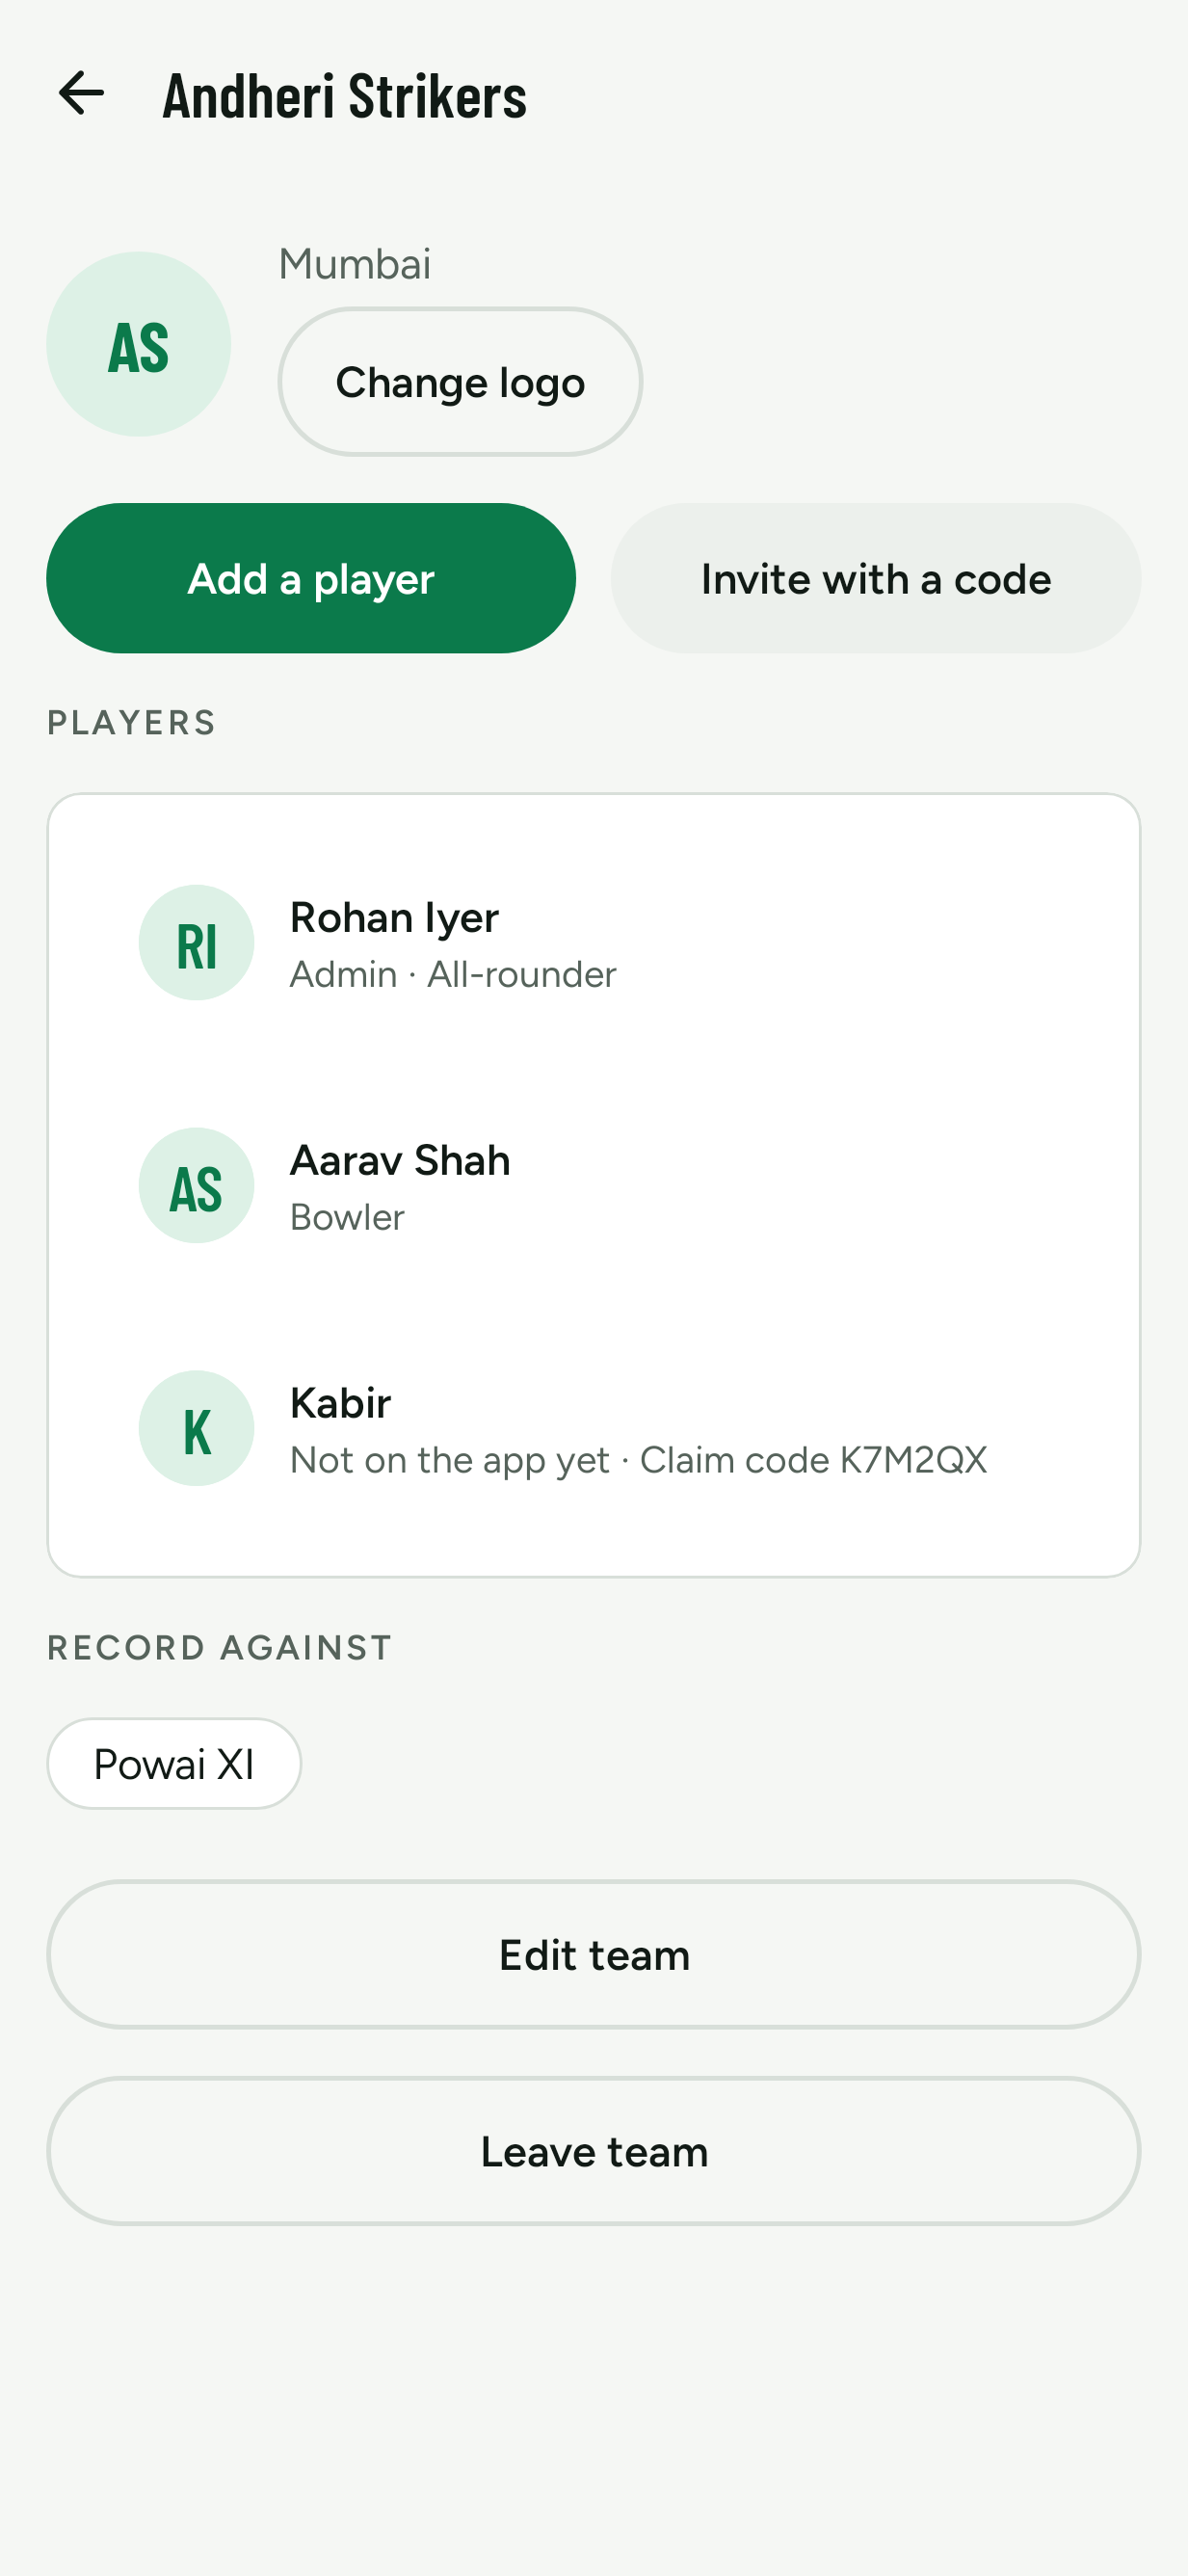 Andheri Strikers
AS
Mumbai
Change logo
Add a player
Invite with a code
PLAYERS
RI
Rohan Iyer
Admin · All-rounder
AS
Aarav Shah
Bowler
K
Kabir
Not on the app yet · Claim code K7M2QX
RECORD AGAINST
Powai XI
Edit team
Leave team